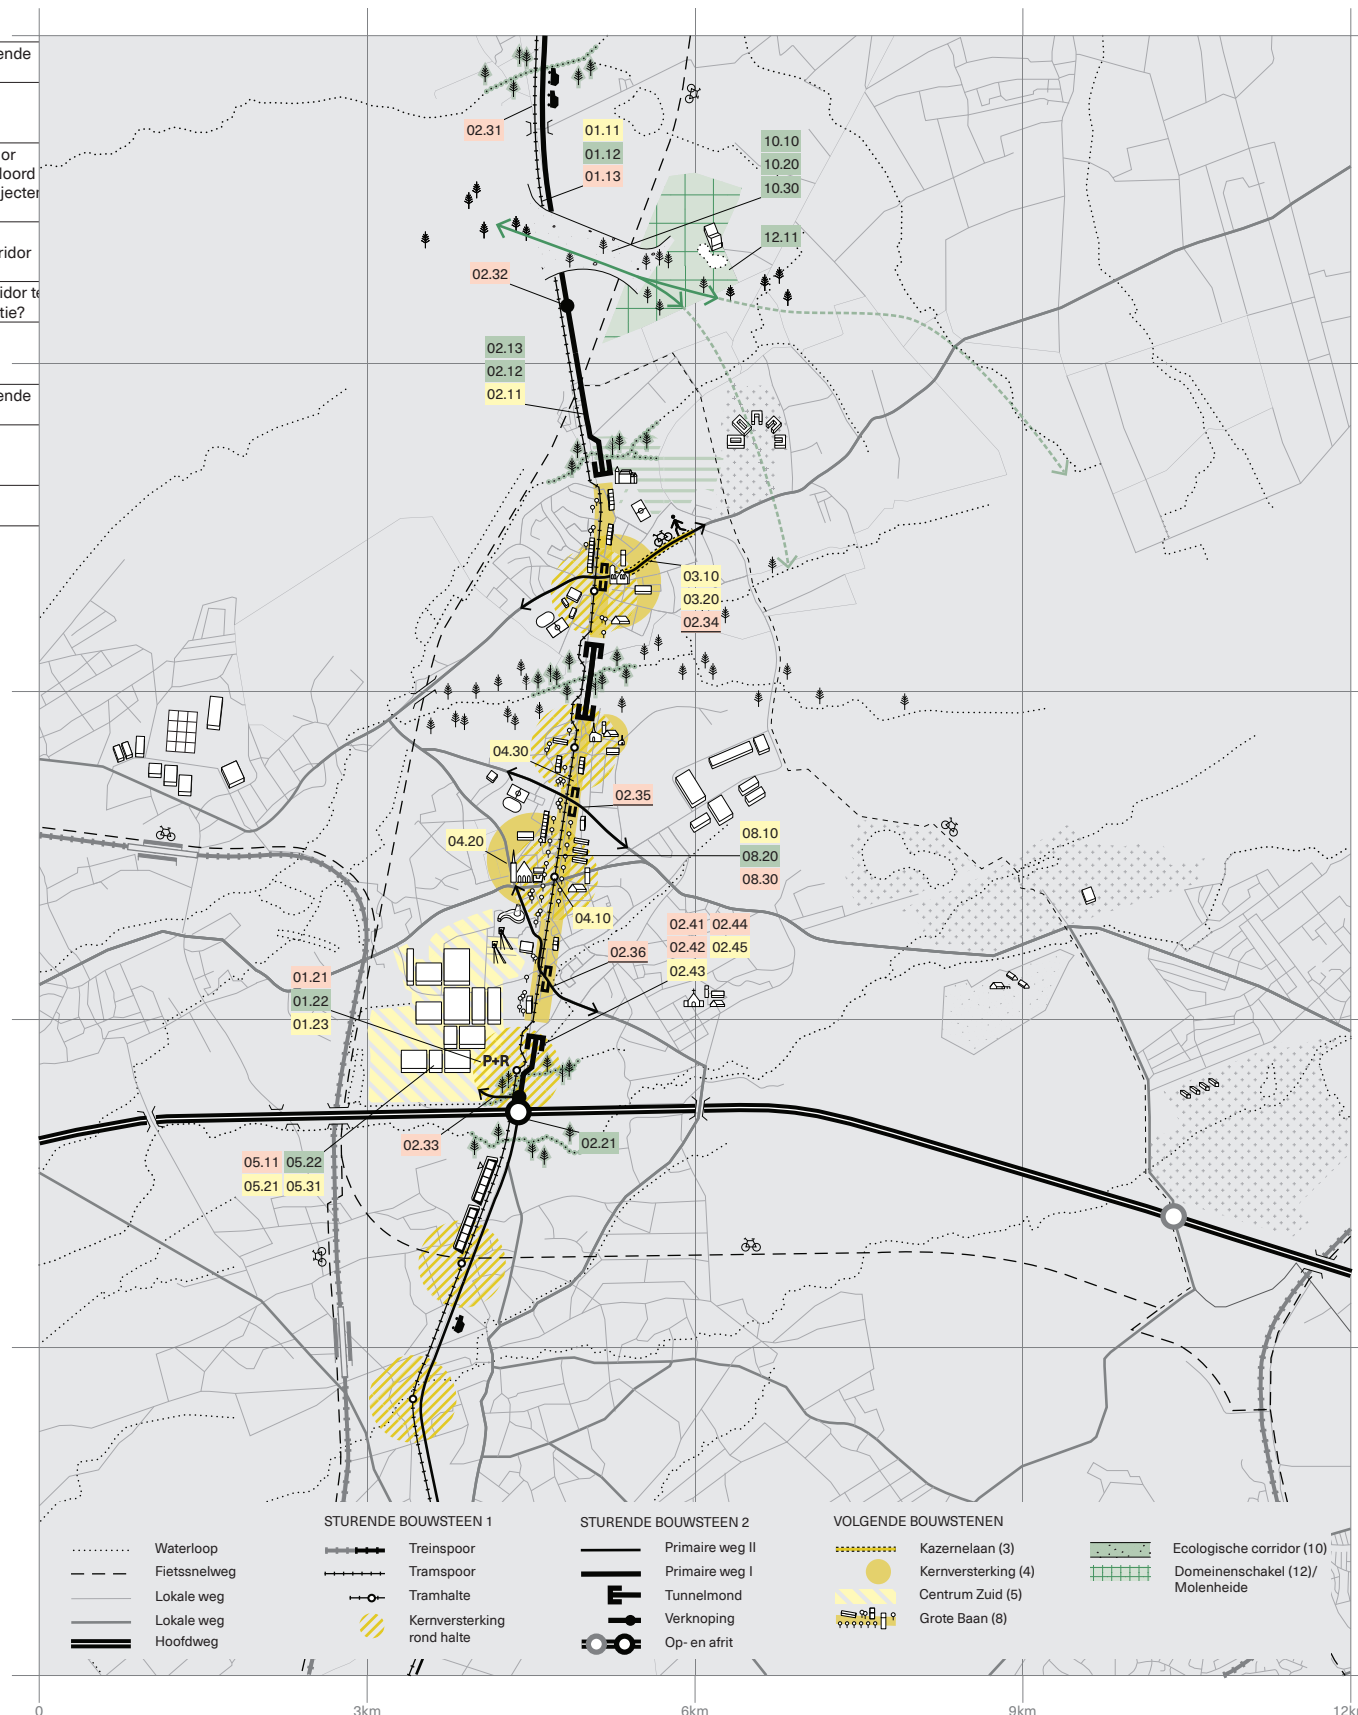 ende
or
Noord
jecten
ridor
idor te
tie?
ende
02.31
01.11
01.12
01.13
10.10
10.20
10.30
12.11
02.32
02.13
02.12
02.11
03.10
03.20
02.34
04.30
02.35
04.20
08.10
08.20
08.30
04.10
02.41 02.44
02.42 02.45
02.43
02.36
01.21
01.22
01.23
P+R
02.33
02.21
05.11 05.22
05.21 05.31
STURENDE BOUWSTEEN 1
STURENDE BOUWSTEEN 2
VOLGENDE BOUWSTENEN
Waterloop
Fietssnelweg
Lokale weg
Lokale weg
Hoofdweg
Treinspoor
Tramspoor
Tramhalte
Kernversterking
rond halte
Primaire weg II
Primaire weg I
Tunnelmond
Verknoping
Op- en afrit
Kazernelaan (3)
Kernversterking (4)
Centrum Zuid (5)
Grote Baan (8)
Ecologische corridor (10)
Domeinenschakel (12)/
Molenheide
0
3km
6km
9km
12km